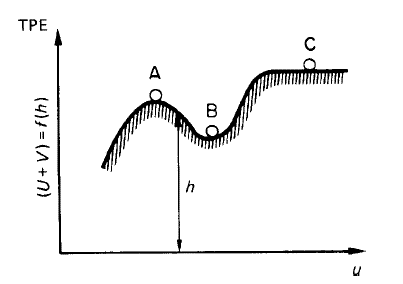 TPE
C
A
B
(U + V) = f(h)
h
u